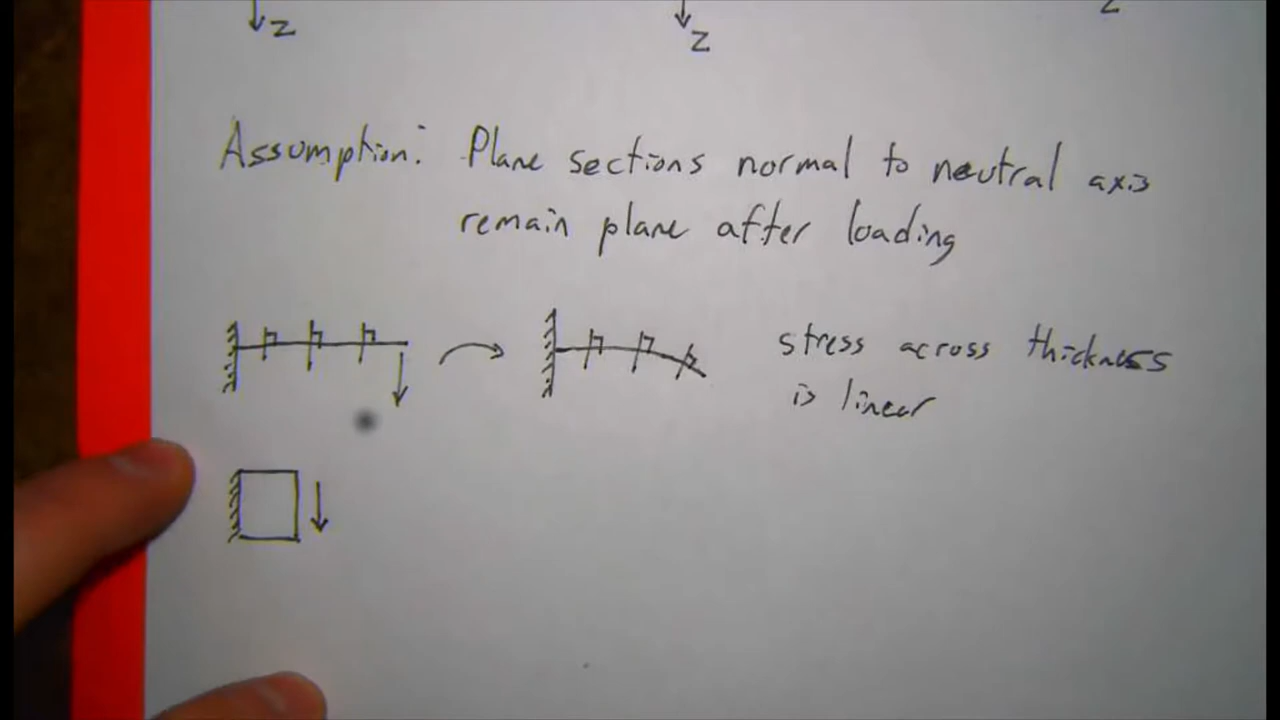 z
z
z
Assumption: Plane sections normal to neutral axis
remain plane after loading
stress across thickness
is linear